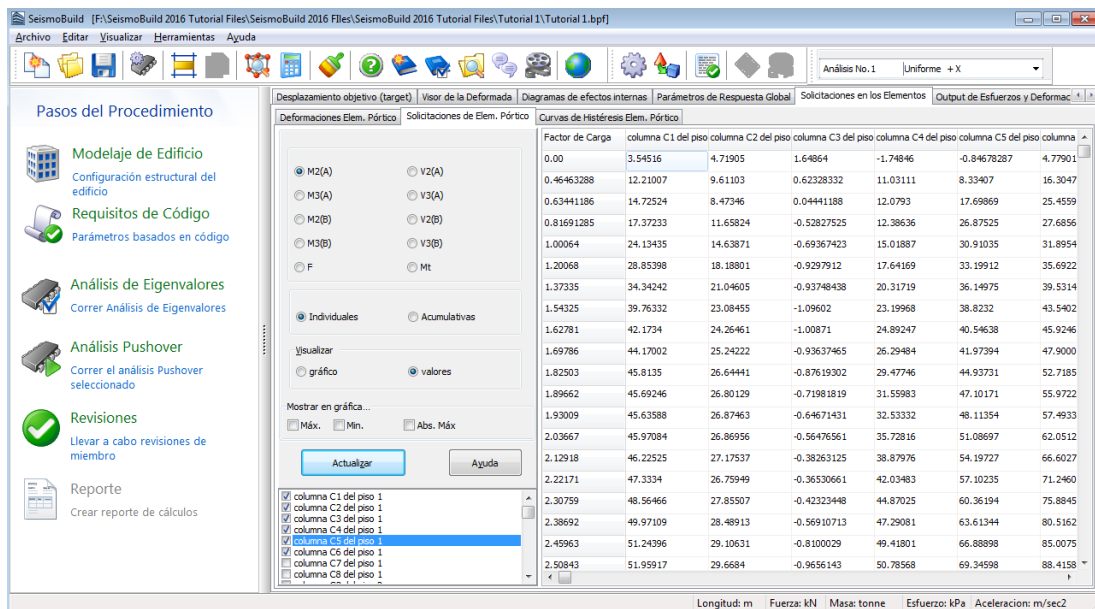 SeismoBuild [F:\SeismoBuild 2016 Tutorial Files\SeismoBuild 2016 FIles\SeismoBuild 2016 Tutorial Files\Tutorial 1\Tutorial 1.bpf]
Archivo Editar Visualizar Herramientas Ayuda
Análisis No.1 Uniforme +X
Pasos del Procedimiento
Modelaje de Edificio
Configuración estructural del
edificio
Requisitos de Código
Parámetros basados en código
Análisis de Eigenvalores
Correr Análisis de Eigenvalores
Análisis Pushover
Correr el análisis Pushover
seleccionado
Revisiones
Llevar a cabo revisiones de
miembro
Reporte
Crear reporte de cálculos
Desplazamiento objetivo (target) Visor de la Deformada Diagramas de efectos internas Parámetros de Respuesta Global Solicitaciones en los Elementos Output de Esfuerzos y Deformac
Deformaciones Elem. Pórtico Solicitaciones de Elem. Pórtico Curvas de Histéresis Elem. Pórtico
M2(A) V2(A)
M3(A) V3(A)
M2(B) V2(B)
M3(B) V3(B)
F Mt
Individuales Acumulativas
Visualizar
gráfico valores
Mostrar en gráfica...
Máx. Min. Abs. Máx
Actualizar Ayuda
columna C1 del piso 1
columna C2 del piso 1
columna C3 del piso 1
columna C4 del piso 1
columna C5 del piso 1
columna C6 del piso 1
columna C7 del piso 1
columna C8 del piso 1
Factor de Carga columna C1 del piso columna C2 del piso columna C3 del piso columna C4 del piso columna C5 del piso columna
0.00 3.54516 4.71905 1.64864 -1.74846 -0.84678287 4.77901
0.46463288 12.21007 9.61103 0.62328332 11.03111 8.33407 16.3047
0.63441186 14.72524 8.47346 0.04441188 12.0793 17.69869 25.4559
0.81691285 17.37233 11.65824 -0.52827525 12.38636 26.87525 27.6856
1.00064 24.13435 14.63871 -0.69367423 15.01887 30.91035 31.8954
1.20068 28.85398 18.18801 -0.9297912 17.64169 33.19912 35.6922
1.37335 34.34242 21.04605 -0.93748438 20.31719 36.14975 39.5314
1.54325 39.76332 23.08455 -1.09602 23.19968 38.8232 43.5402
1.62781 42.1734 24.26461 -1.00871 24.89247 40.54638 45.9246
1.69786 44.17002 25.24222 -0.93637465 26.29484 41.97394 47.9000
1.82503 45.8135 26.64441 -0.87619302 29.47746 44.93731 52.7185
1.89662 45.69246 26.80129 -0.71981819 31.55983 47.10171 55.9722
1.93009 45.63588 26.87463 -0.64671431 32.53332 48.11354 57.4933
2.03667 45.97084 26.86956 -0.56476561 35.72816 51.08697 62.0512
2.12918 46.22525 27.17537 -0.38263125 38.87976 54.19727 66.6027
2.22171 47.3334 26.75949 -0.36530661 42.03483 57.10235 71.2460
2.30759 48.56466 27.85507 -0.42323448 44.87025 60.36194 75.8845
2.38692 49.97109 28.48913 -0.56910713 47.29081 63.61344 80.5162
2.45963 51.24396 29.10631 -0.8100029 49.41801 66.88898 85.0075
2.50843 51.95917 29.6684 -0.9656143 50.78568 69.34598 88.4158
Longitud: m Fuerza: kN Masa: tonne Esfuerzo: kPa Aceleracion: m/sec2